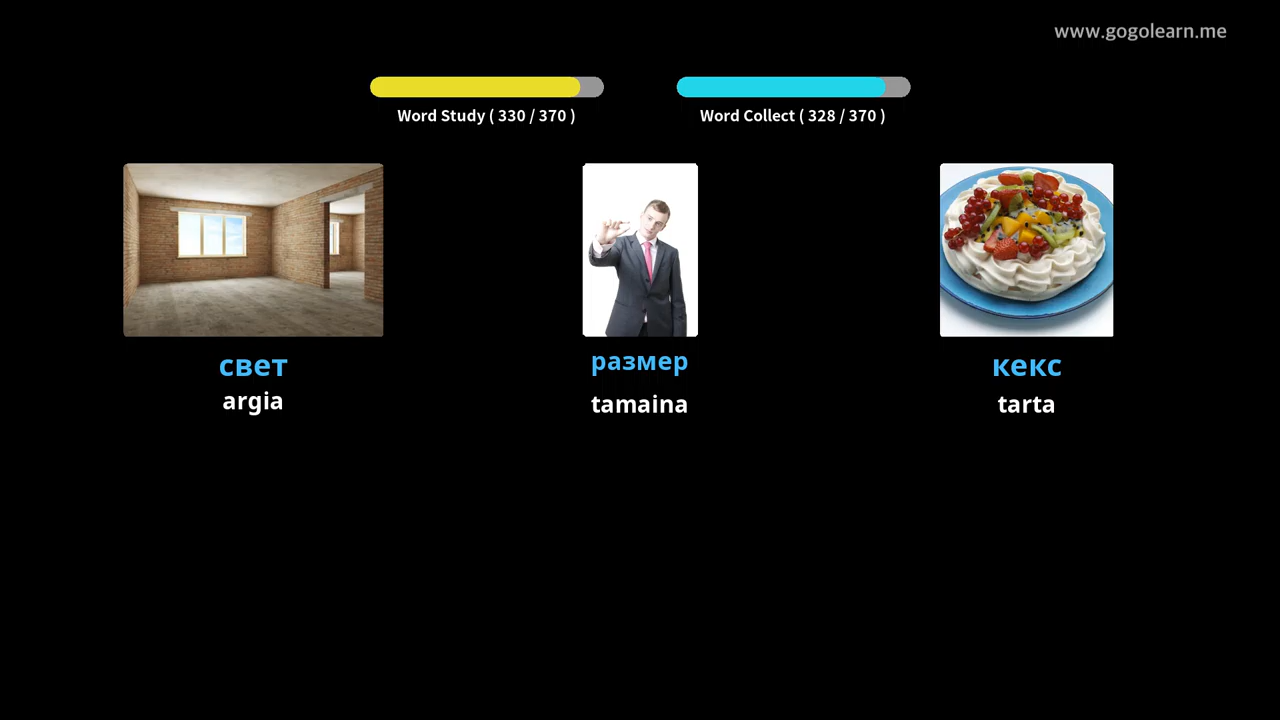 www.gogolearn.me
Word Study ( 330 / 370 )
Word Collect ( 328 / 370 )
свет
argia
размер
tamaina
кекс
tarta